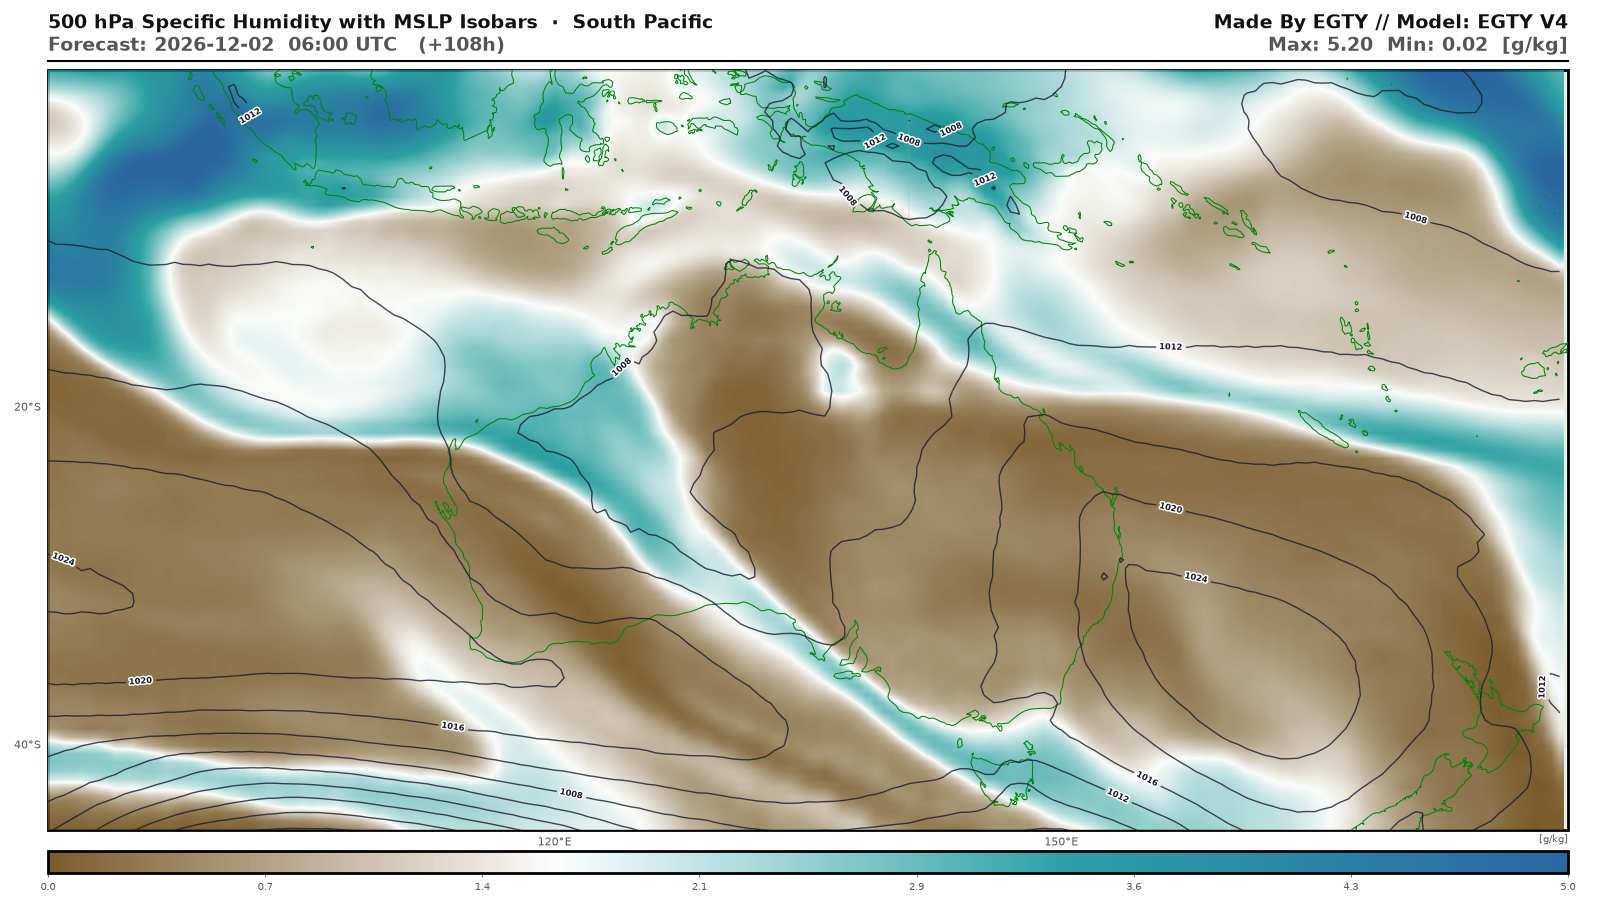 500 hPa Specific Humidity with MSLP Isobars · South Pacific
Made By EGTY // Model: EGTY V4
Forecast: 2026-12-02 06:00 UTC (+108h)
Max: 5.20 Min: 0.02 [g/kg]
1012
1012
1008
1008
1012
1008
1008
1012
1008
20°S
1020
1024
1024
1020
1012
1016
40°S
1016
1008
1012
120°E
150°E
[g/kg]
0.0
0.7
1.4
2.1
2.9
3.6
4.3
5.0